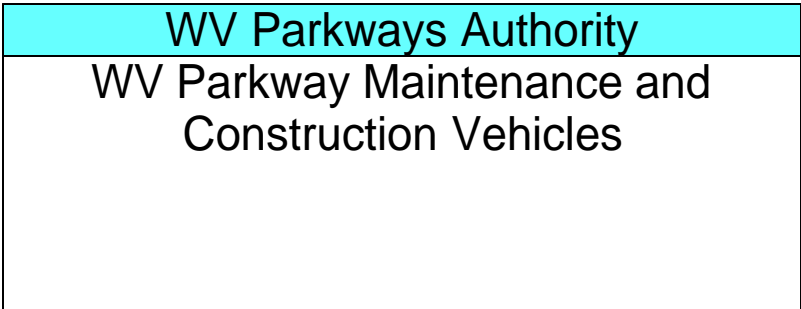 WV Parkways Authority
WV Parkway Maintenance and
Construction Vehicles